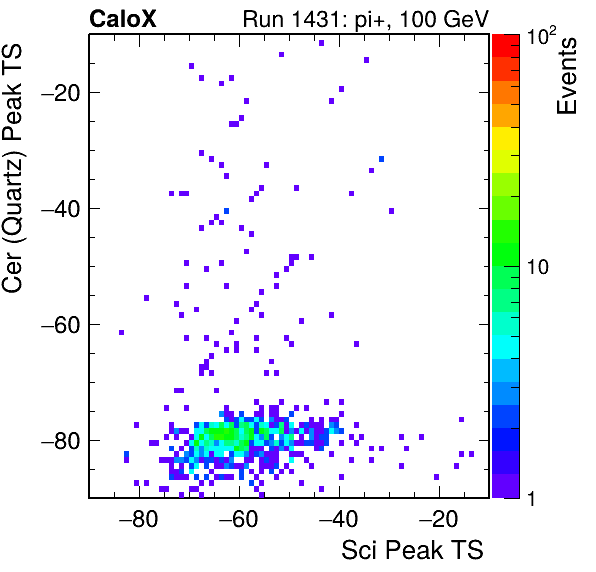 CaloX Run 1431: pi+, 100 GeV
Cer (Quartz) Peak TS
−20
−40
−60
−80
−80 −60 −40 −20
Sci Peak TS
10²
10
1
Events